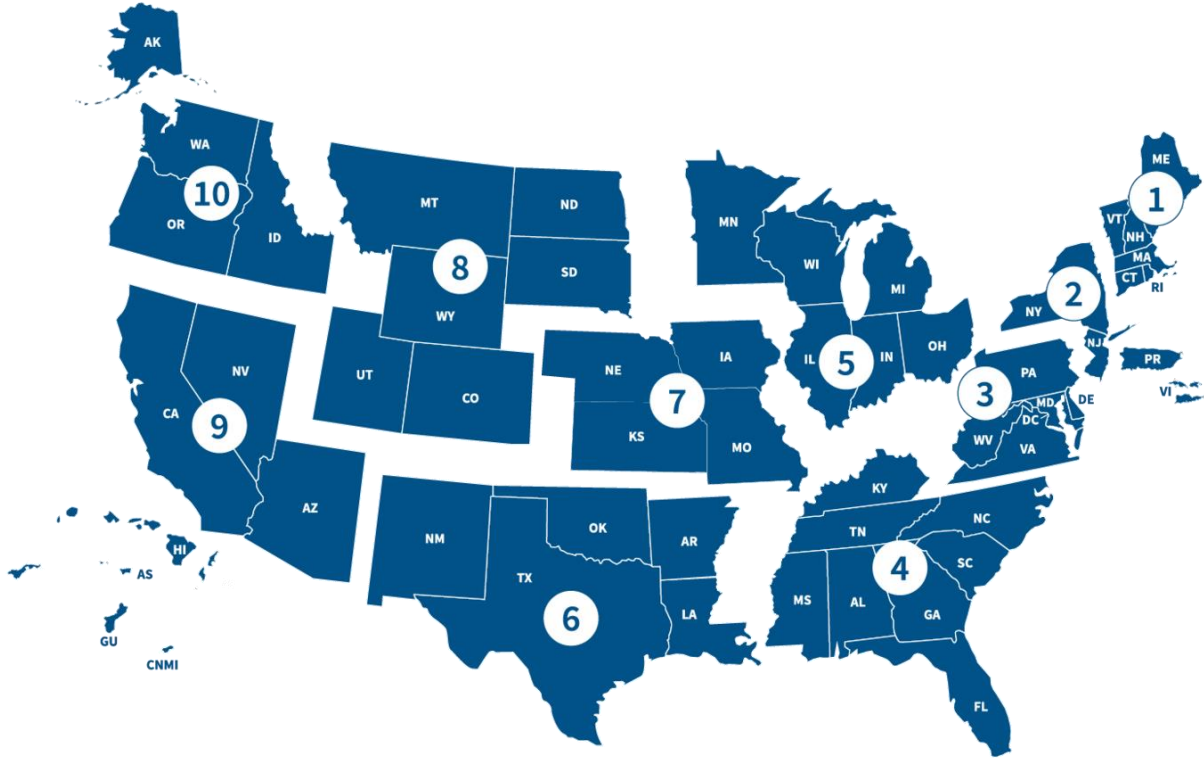 AK
WA
10
OR
ID
MT
ND
8
SD
WY
UT
CO
MN
WI
MI
5
IL
IN
OH
ME
1
VT
NH
MA
CT
RI
2
NY
NJ
PR
VI
3
PA
MD
DE
DC
WV
VA
NE
IA
7
KS
MO
NV
CA
9
AZ
HI
AS
GU
CNMI
NM
OK
AR
TX
LA
6
KY
TN
NC
4
SC
MS
AL
GA
FL